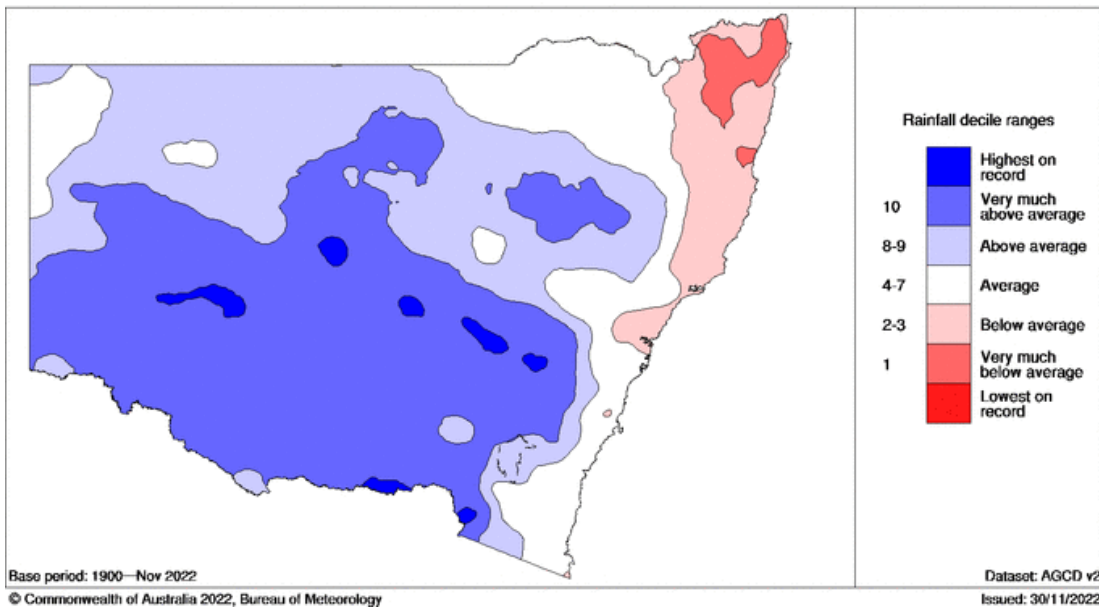 Rainfall decile ranges
Highest on
record
10
Very much
above average
8-9
Above average
4-7
Average
2-3
Below average
1
Very much
below average
Lowest on
record
Base period: 1900—Nov 2022
Dataset: AGCD v2
© Commonwealth of Australia 2022, Bureau of Meteorology
Issued: 30/11/2022